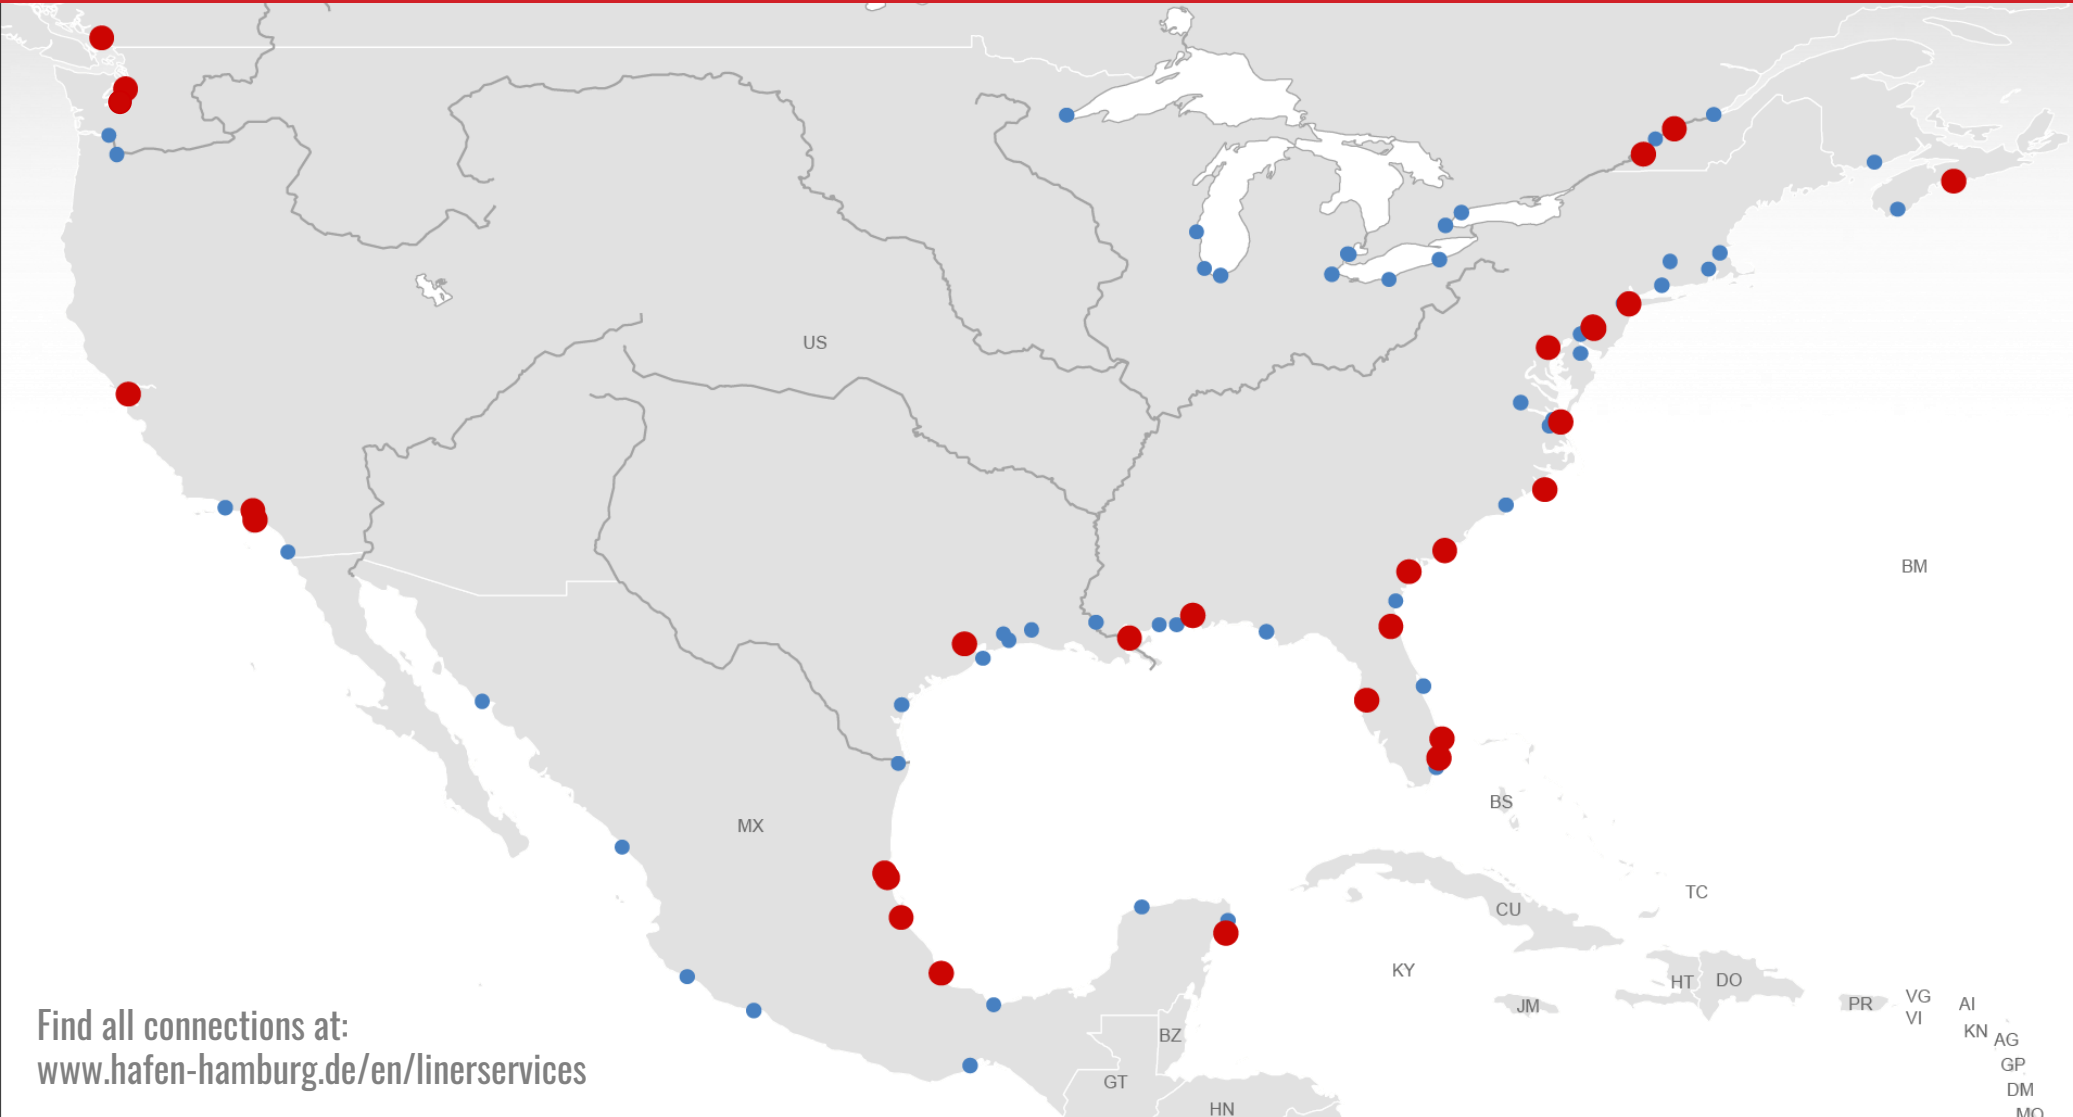 US
BM
MX
BS
TC
CU
KY
HT
DO
JM
PR
VG
VI
AI
KN
AG
BZ
GP
GT
DM
HN
MQ
Find all connections at:
www.hafen-hamburg.de/en/linerservices